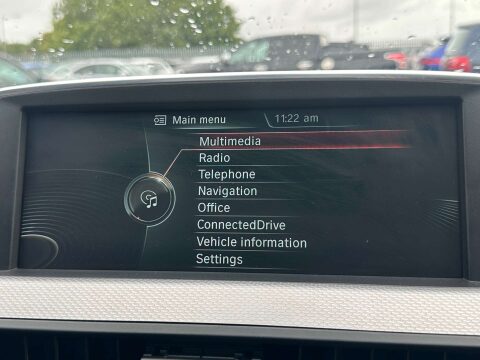 Main menu 11:22 am
Multimedia
Radio
Telephone
Navigation
Office
ConnectedDrive
Vehicle information
Settings